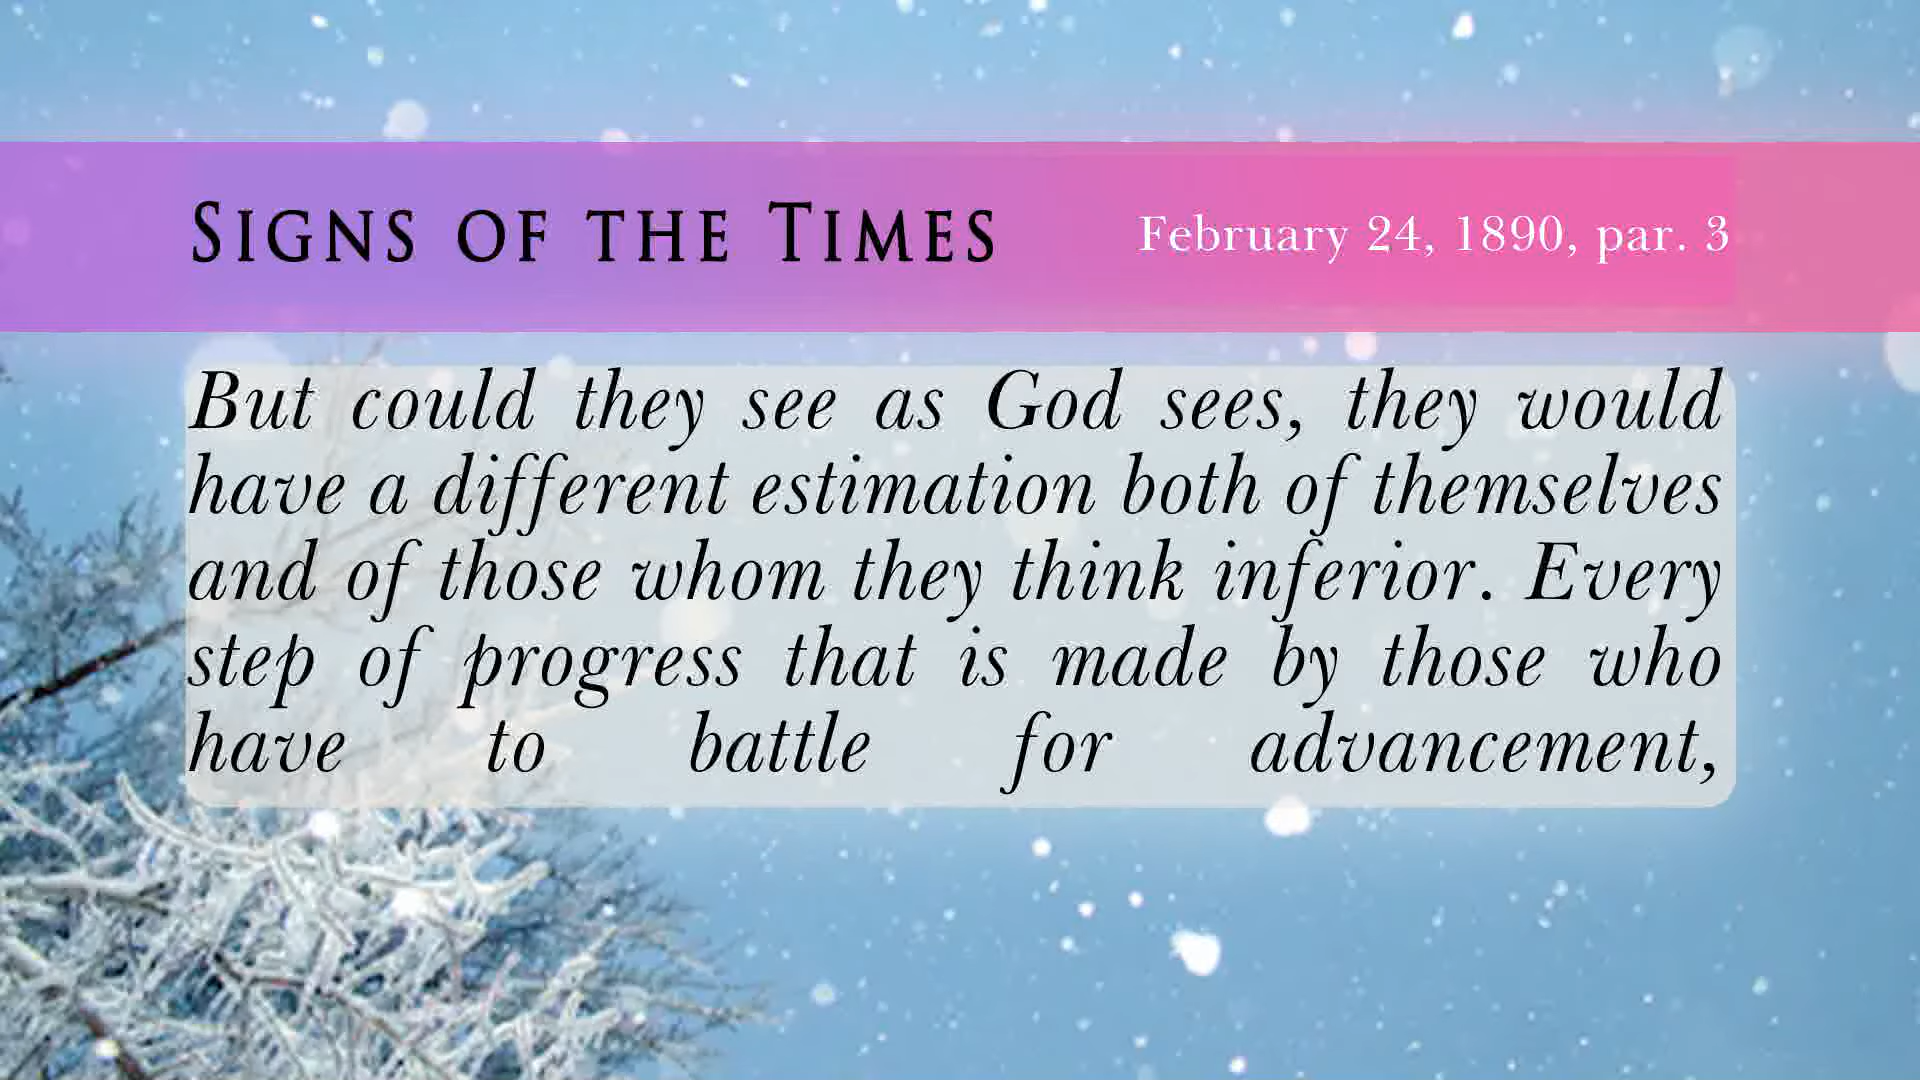 Signs of the Times
February 24, 1890, par. 3
But could they see as God sees, they would
have a different estimation both of themselves
and of those whom they think inferior. Every
step of progress that is made by those who
have to battle for advancement,